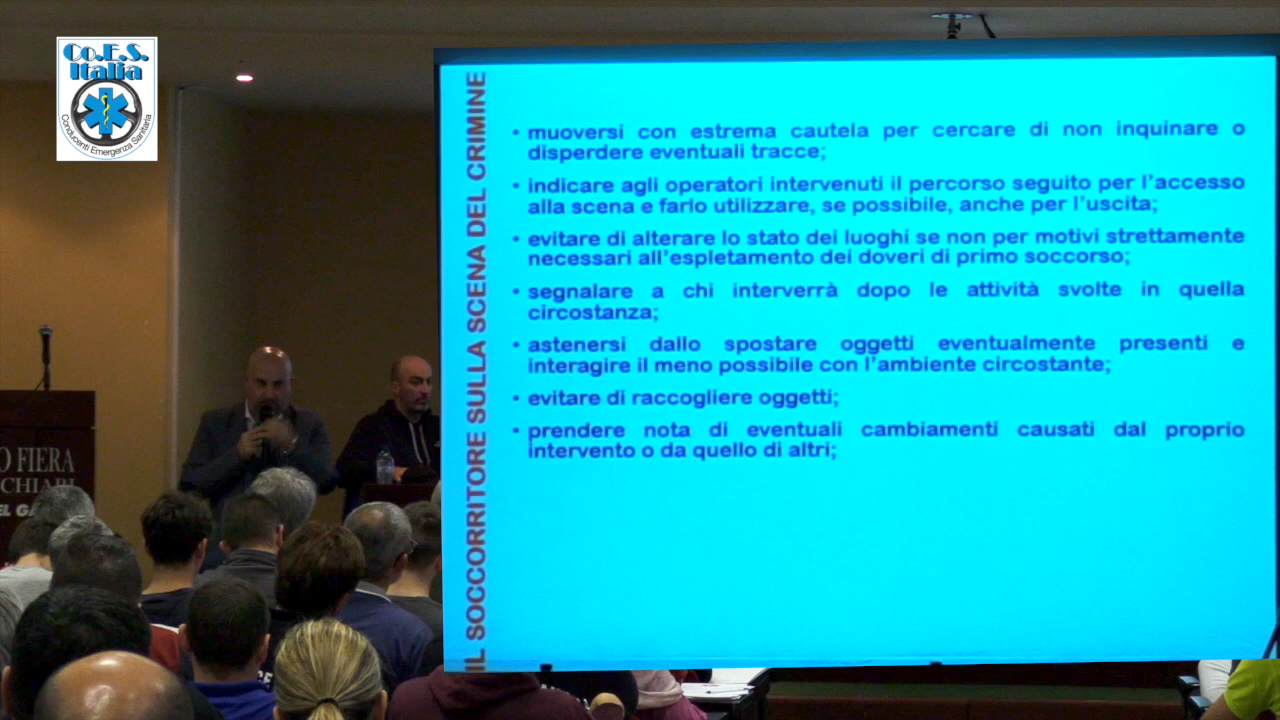 Co.E.S.
Italia
Conducenti Emergenza Sanitaria
IL SOCCORRITORE SULLA SCENA DEL CRIMINE
• muoversi con estrema cautela per cercare di non inquinare o
disperdere eventuali tracce;
• indicare agli operatori intervenuti il percorso seguito per l'accesso
alla scena e farlo utilizzare, se possibile, anche per l'uscita;
• evitare di alterare lo stato dei luoghi se non per motivi strettamente
necessari all'espletamento dei doveri di primo soccorso;
• segnalare a chi interverrà dopo le attività svolte in quella
circostanza;
• astenersi dallo spostare oggetti eventualmente presenti e
interagire il meno possibile con l'ambiente circostante;
• evitare di raccogliere oggetti;
• prendere nota di eventuali cambiamenti causati dal proprio
intervento o da quello di altri;
O FIERA
CHIARI
EL GA